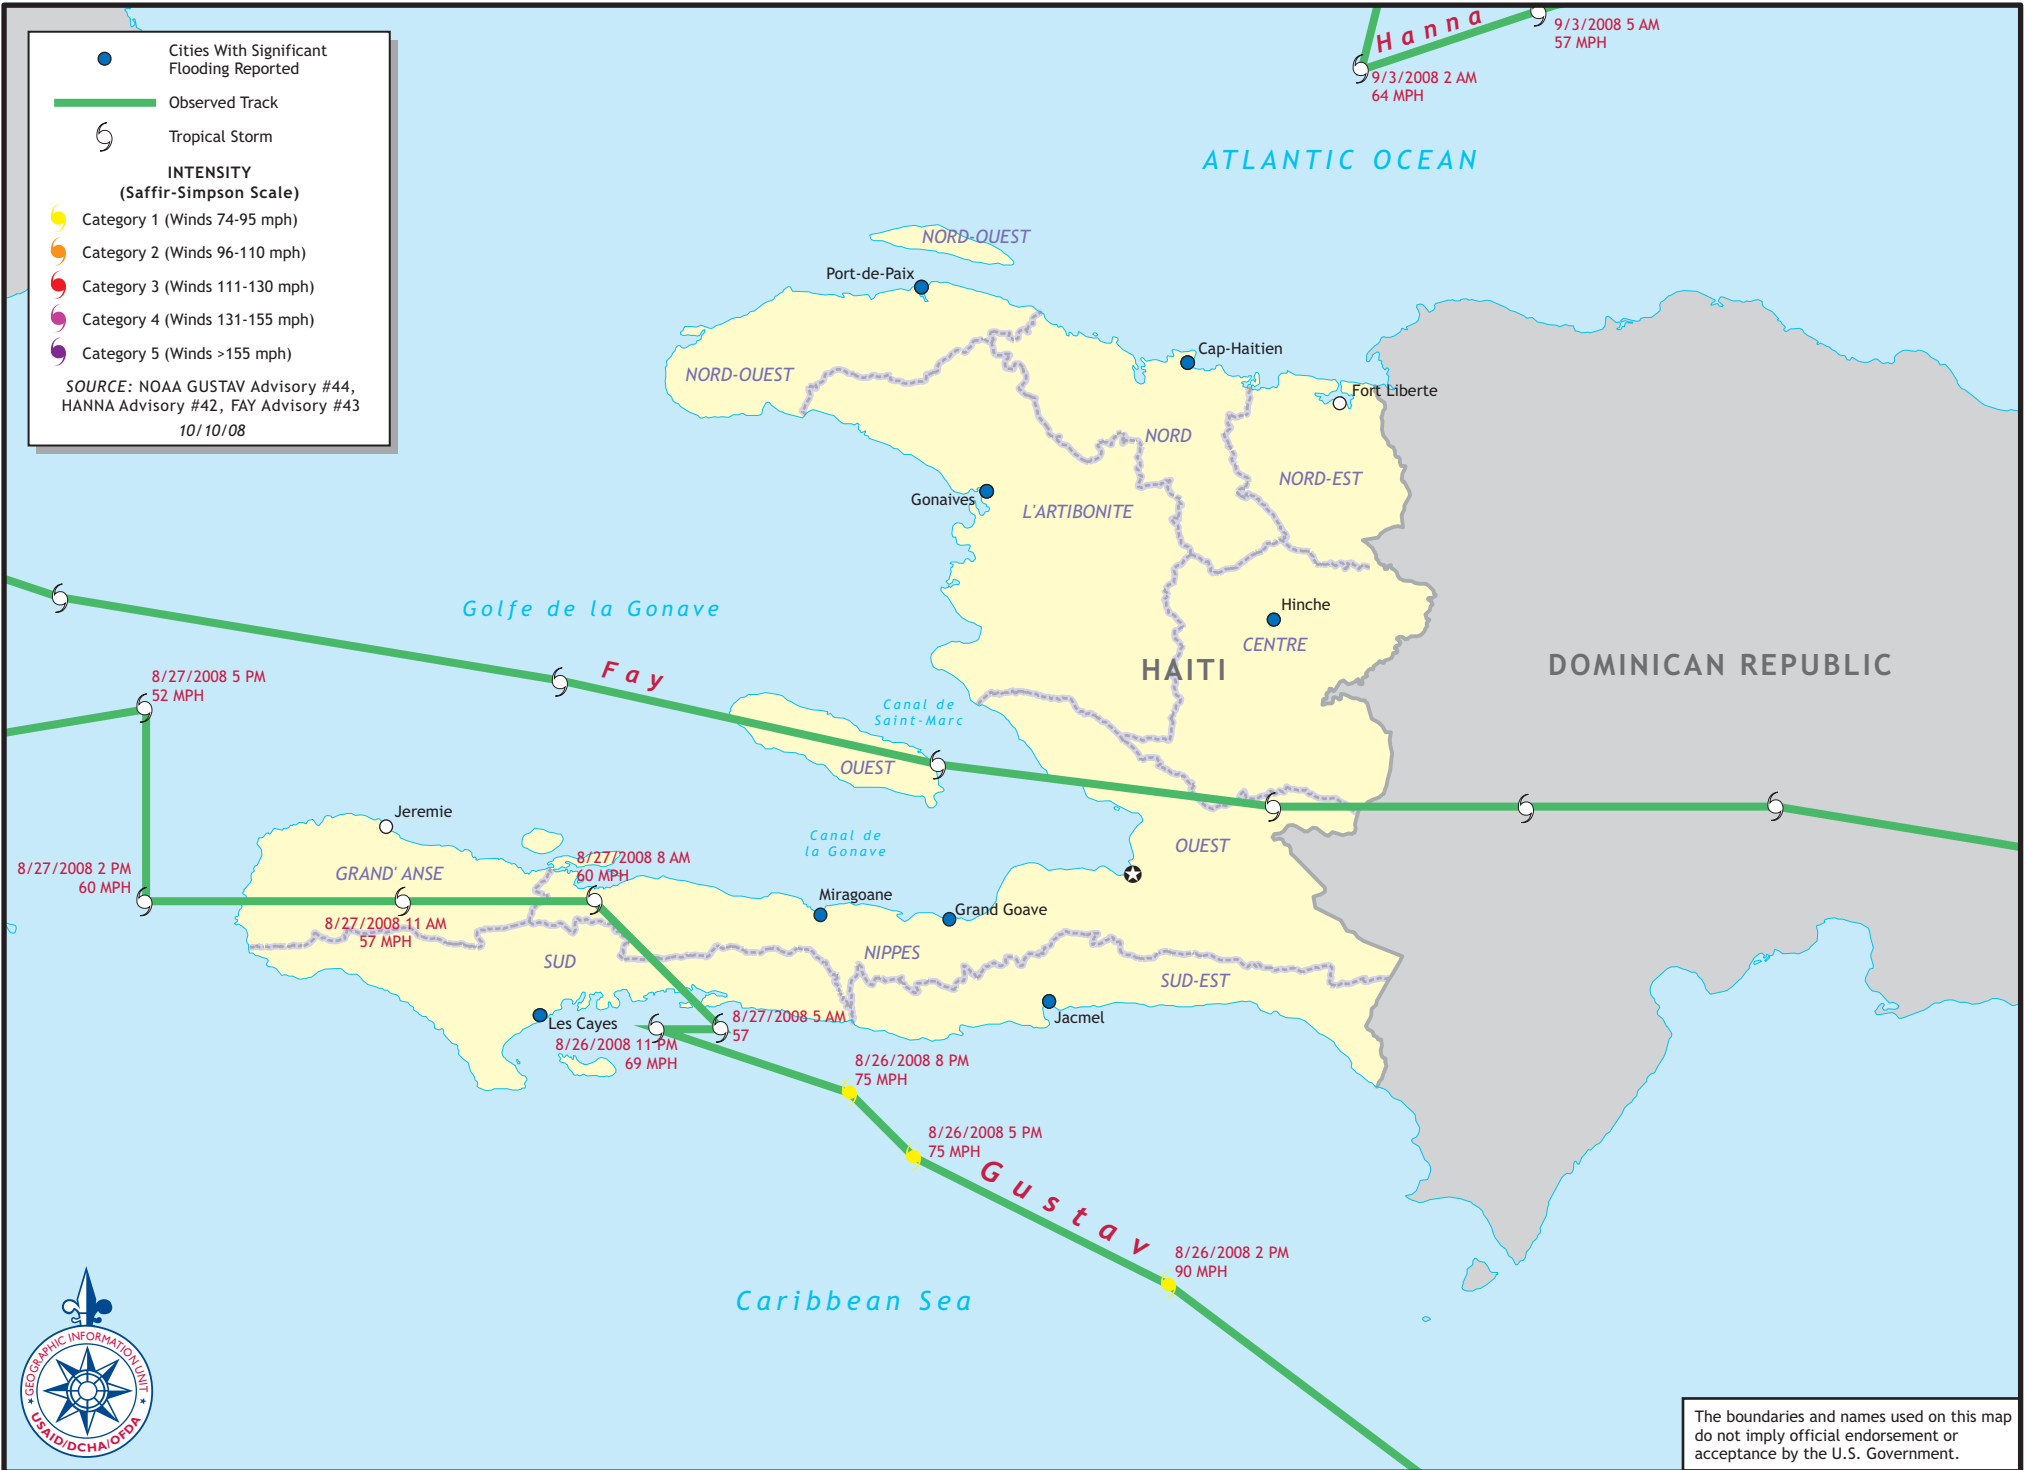 Cities With Significant
Flooding Reported
Observed Track
Tropical Storm
INTENSITY
(Saffir-Simpson Scale)
Category 1 (Winds 74-95 mph)
Category 2 (Winds 96-110 mph)
Category 3 (Winds 111-130 mph)
Category 4 (Winds 131-155 mph)
Category 5 (Winds >155 mph)
SOURCE: NOAA GUSTAV Advisory #44,
HANNA Advisory #42, FAY Advisory #43
10/10/08
Hanna
9/3/2008 5 AM
57 MPH
9/3/2008 2 AM
64 MPH
ATLANTIC OCEAN
NORD-OUEST
Port-de-Paix
Cap-Haitien
NORD-OUEST
Fort Liberte
NORD
NORD-EST
Gonaives
L'ARTIBONITE
Golfe de la Gonave
Hinche
CENTRE
HAITI
DOMINICAN REPUBLIC
Fay
8/27/2008 5 PM
52 MPH
Canal de
Saint-Marc
OUEST
Jeremie
Canal de
la Gonave
OUEST
8/27/2008 2 PM
60 MPH
GRAND' ANSE
8/27/2008 8 AM
60 MPH
Miragoane
Grand Goave
8/27/2008 11 AM
57 MPH
NIPPES
SUD
SUD-EST
Les Cayes
8/27/2008 5 AM
57
Jacmel
8/26/2008 11 PM
69 MPH
8/26/2008 8 PM
75 MPH
8/26/2008 5 PM
75 MPH
Gustav
8/26/2008 2 PM
90 MPH
Caribbean Sea
GEOGRAPHIC INFORMATION UNIT
USAID/DCHA/OFDA
The boundaries and names used on this map
do not imply official endorsement or
acceptance by the U.S. Government.